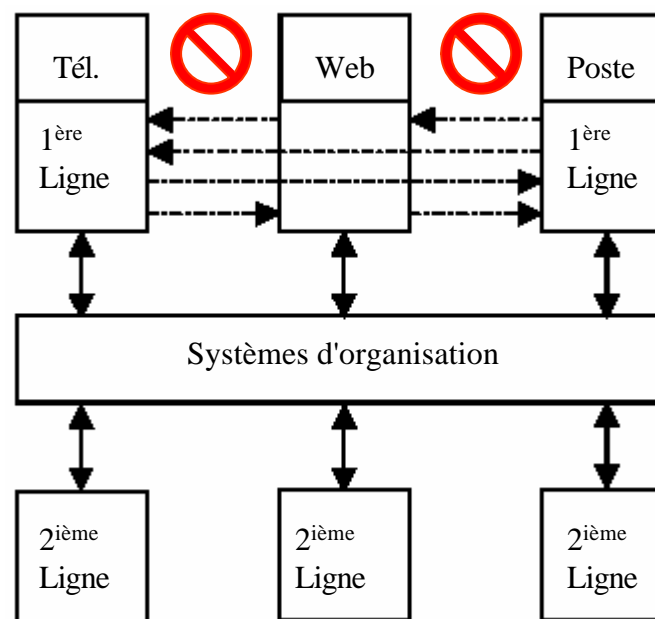 Tél.
Web
Poste
1ère
Ligne
1ère
Ligne
Systèmes d'organisation
2ième
Ligne
2ième
Ligne
2ième
Ligne